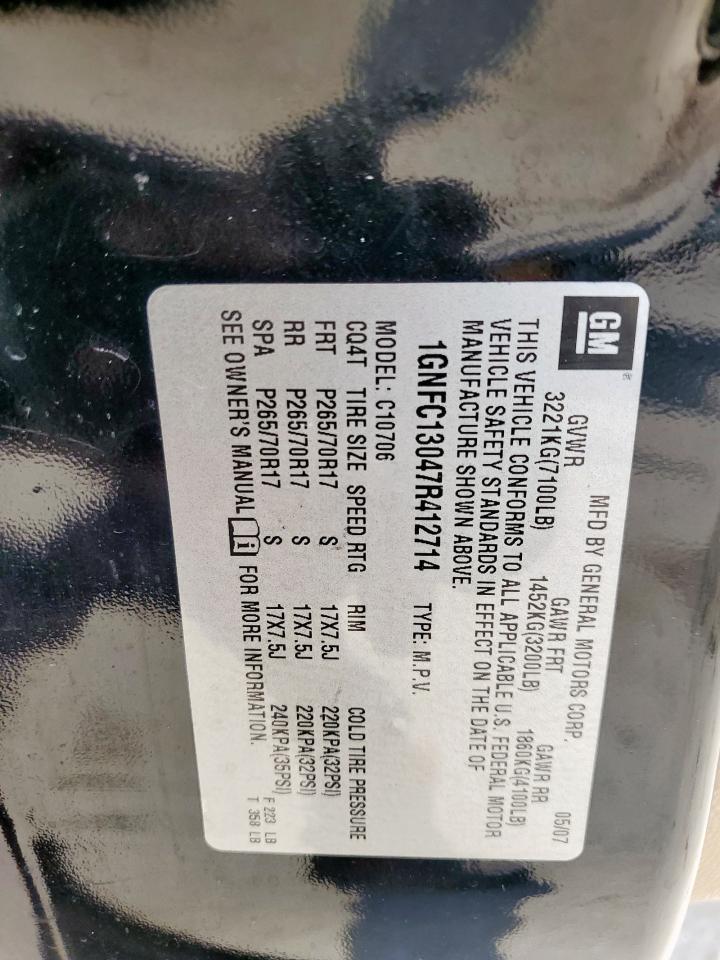 GM
MFD BY GENERAL MOTORS CORP. 05/07
GVWR GAWR FRT GAWR RR
3221KG(7100LB) 1452KG(3200LB) 1860KG(4100LB)
THIS VEHICLE CONFORMS TO ALL APPLICABLE U.S. FEDERAL MOTOR
VEHICLE SAFETY STANDARDS IN EFFECT ON THE DATE OF
MANUFACTURE SHOWN ABOVE.
1GNFC13047R412714 TYPE: M.P.V.
MODEL: C10706
CQ4T TIRE SIZE SPEED RTG RIM COLD TIRE PRESSURE
FRT P265/70R17 S 17X7.5J 220KPA(32PSI)
RR P265/70R17 S 17X7.5J 220KPA(32PSI)
SPA P265/70R17 S 17X7.5J 240KPA(35PSI)
SEE OWNER'S MANUAL i FOR MORE INFORMATION.
F 223 LB
T 358 LB